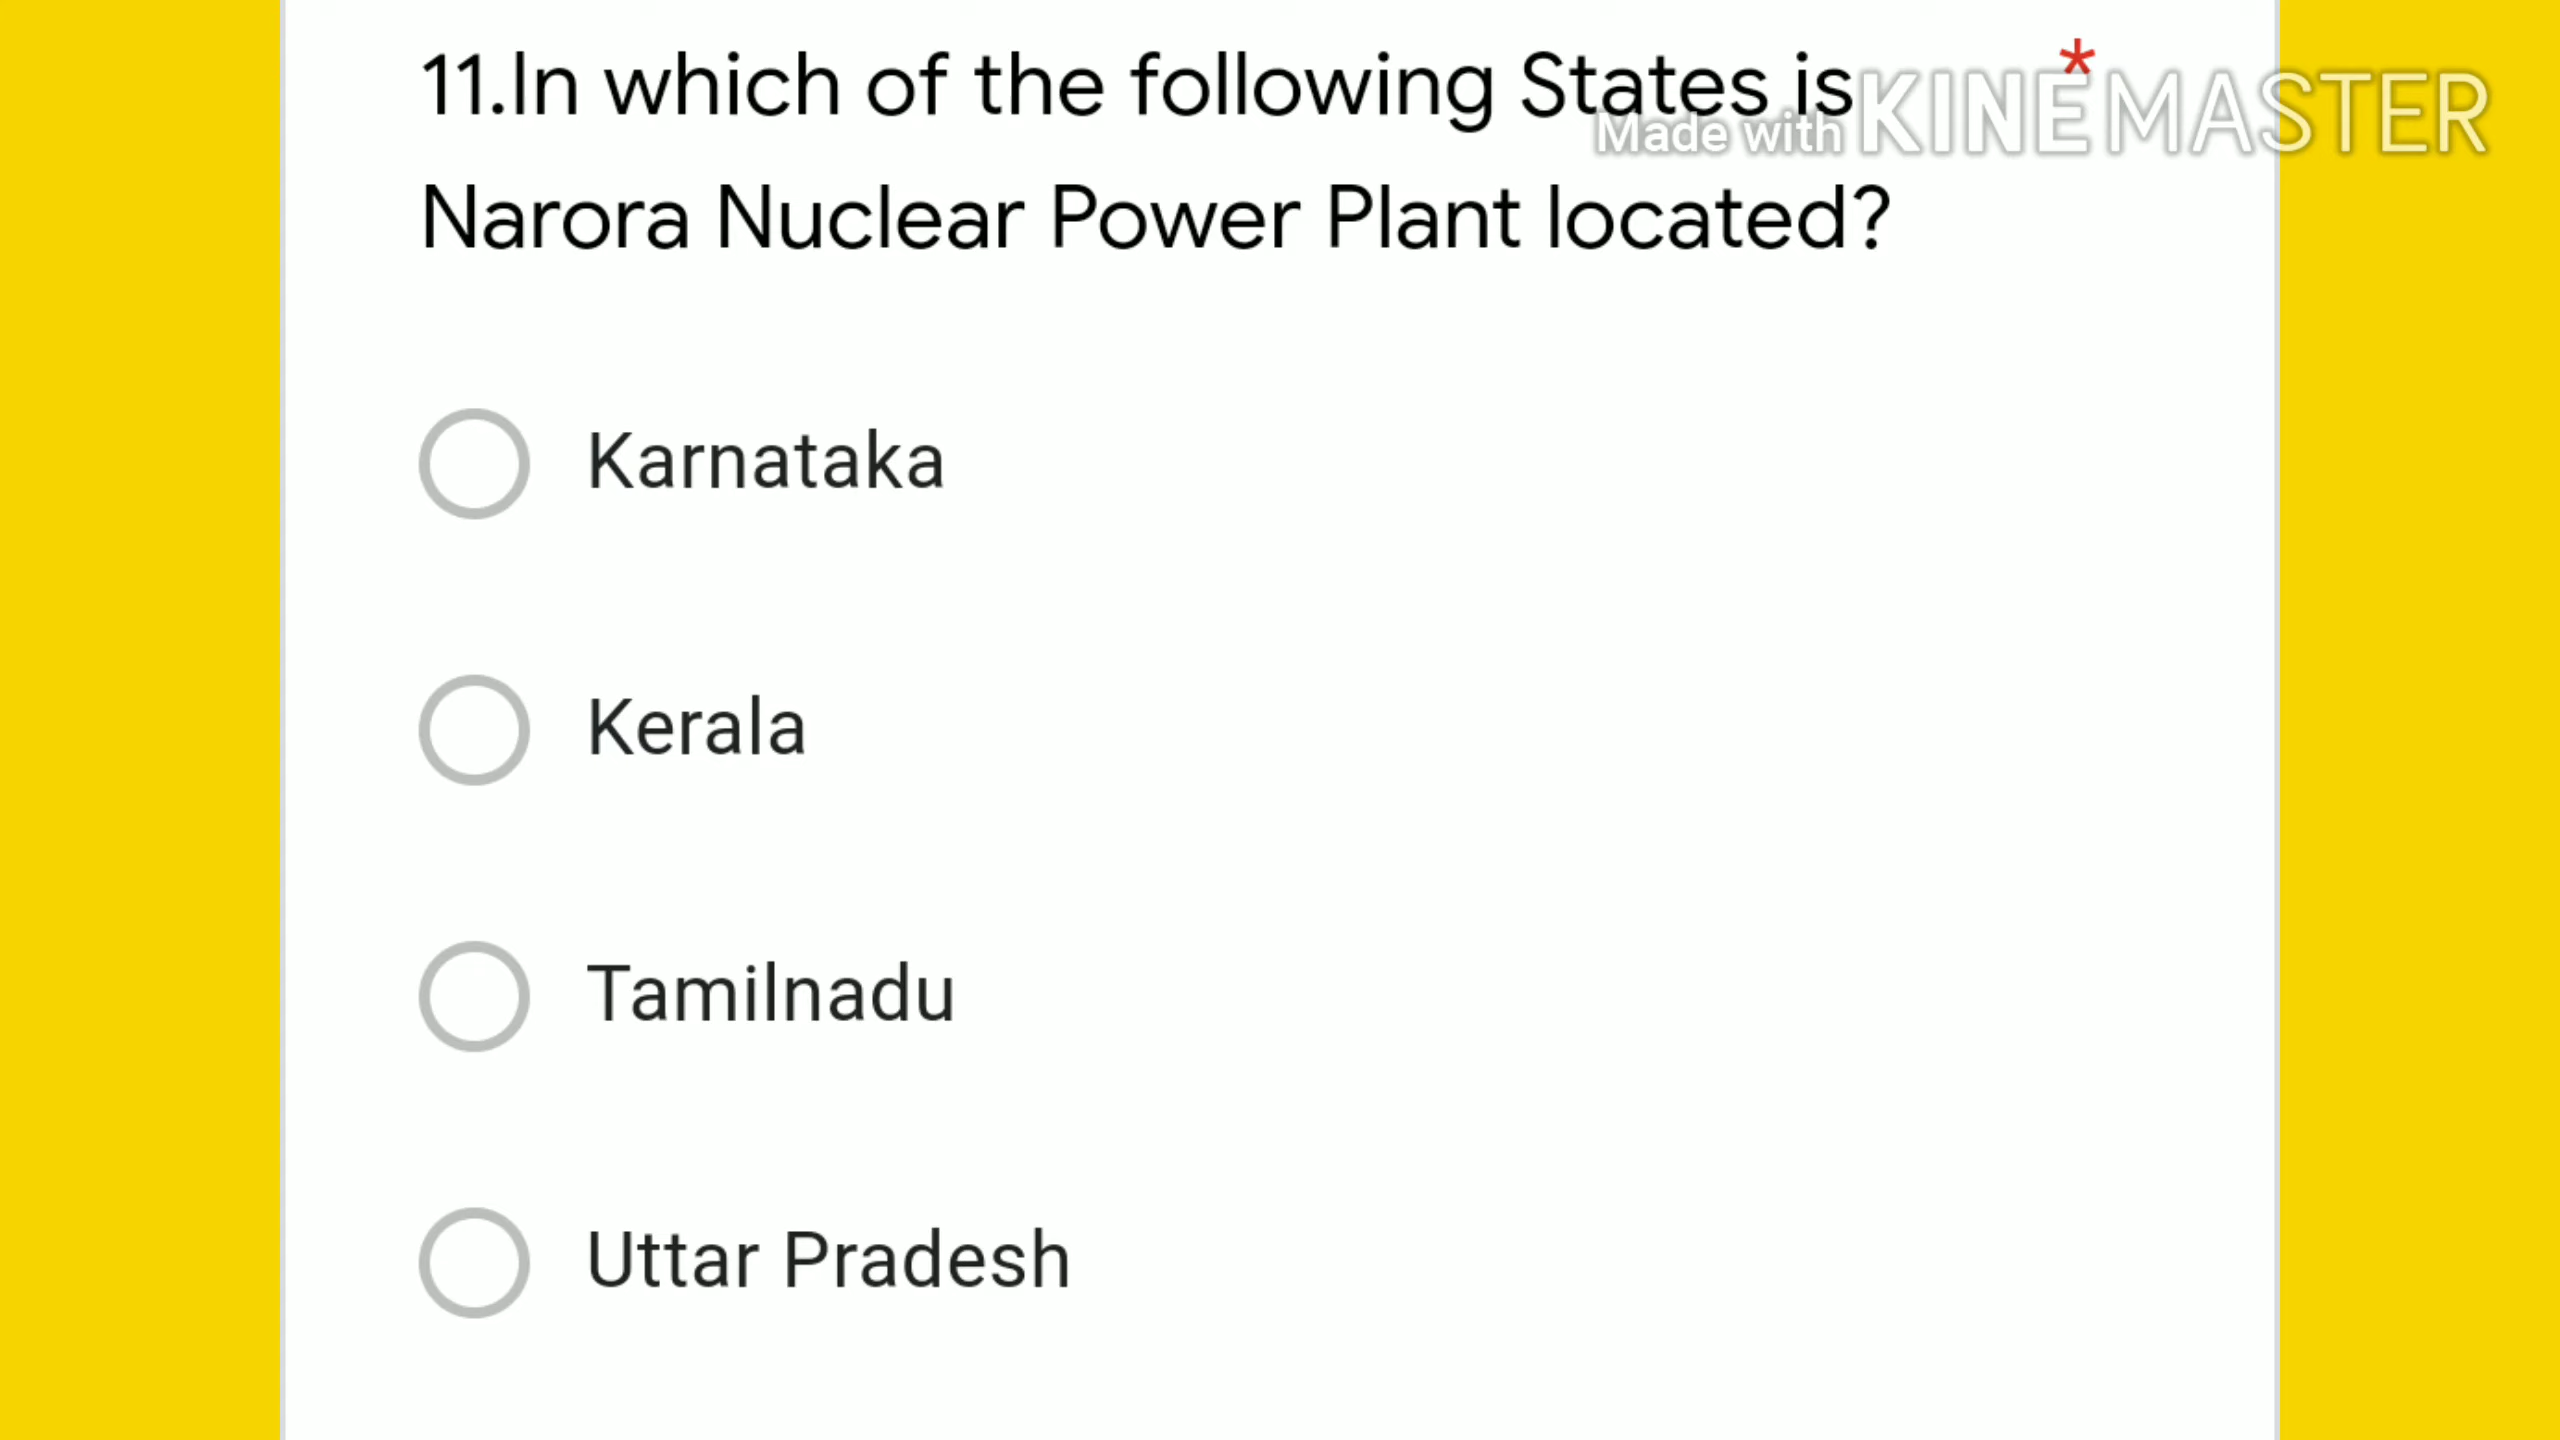 11.In which of the following States is *
Made with KINEMASTER
Narora Nuclear Power Plant located?
Karnataka
Kerala
Tamilnadu
Uttar Pradesh